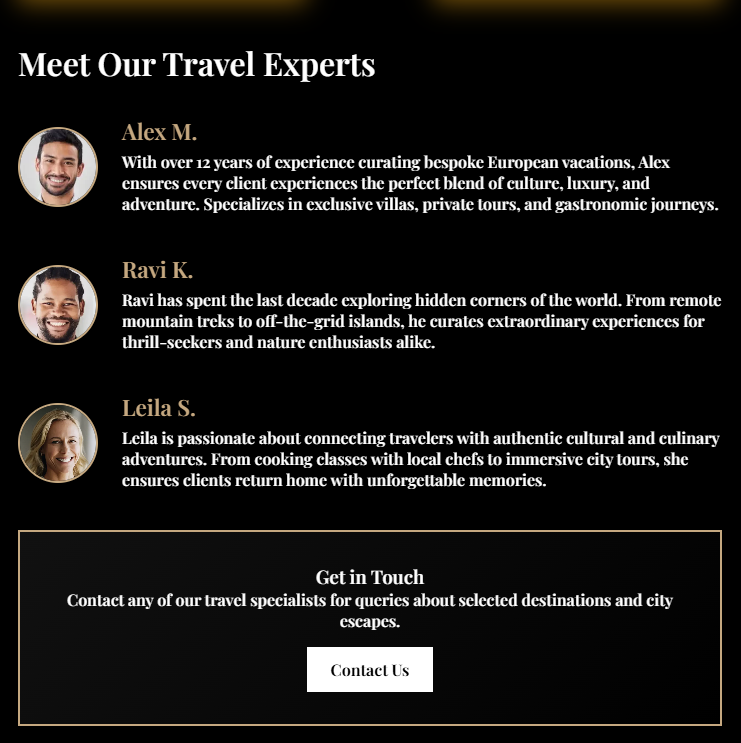 Meet Our Travel Experts
Alex M.
With over 12 years of experience curating bespoke European vacations, Alex
ensures every client experiences the perfect blend of culture, luxury, and
adventure. Specializes in exclusive villas, private tours, and gastronomic journeys.
Ravi K.
Ravi has spent the last decade exploring hidden corners of the world. From remote
mountain treks to off-the-grid islands, he curates extraordinary experiences for
thrill-seekers and nature enthusiasts alike.
Leila S.
Leila is passionate about connecting travelers with authentic cultural and culinary
adventures. From cooking classes with local chefs to immersive city tours, she
ensures clients return home with unforgettable memories.
Get in Touch
Contact any of our travel specialists for queries about selected destinations and city
escapes.
Contact Us